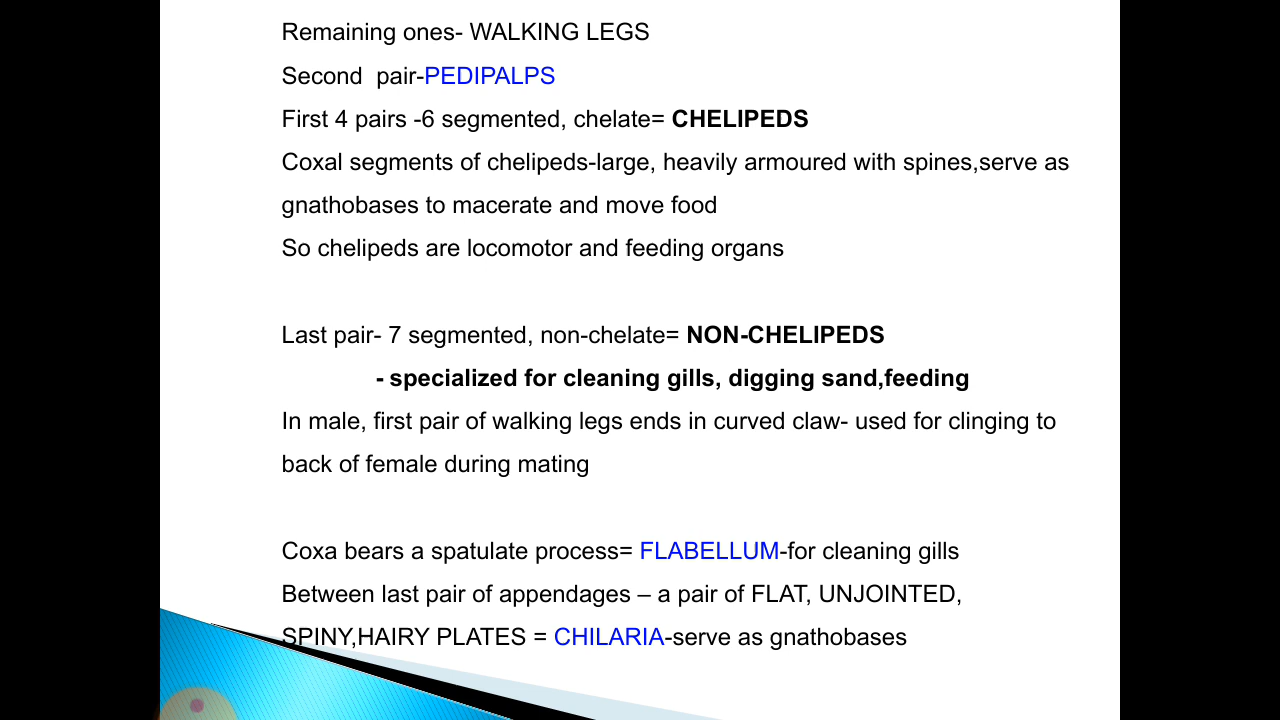 Remaining ones- WALKING LEGS
Second  pair-PEDIPALPS
First 4 pairs -6 segmented, chelate= CHELIPEDS
Coxal segments of chelipeds-large, heavily armoured with spines,serve as
gnathobases to macerate and move food
So chelipeds are locomotor and feeding organs
Last pair- 7 segmented, non-chelate= NON-CHELIPEDS
- specialized for cleaning gills, digging sand,feeding
In male, first pair of walking legs ends in curved claw- used for clinging to
back of female during mating
Coxa bears a spatulate process= FLABELLUM-for cleaning gills
Between last pair of appendages – a pair of FLAT, UNJOINTED,
SPINY,HAIRY PLATES = CHILARIA-serve as gnathobases